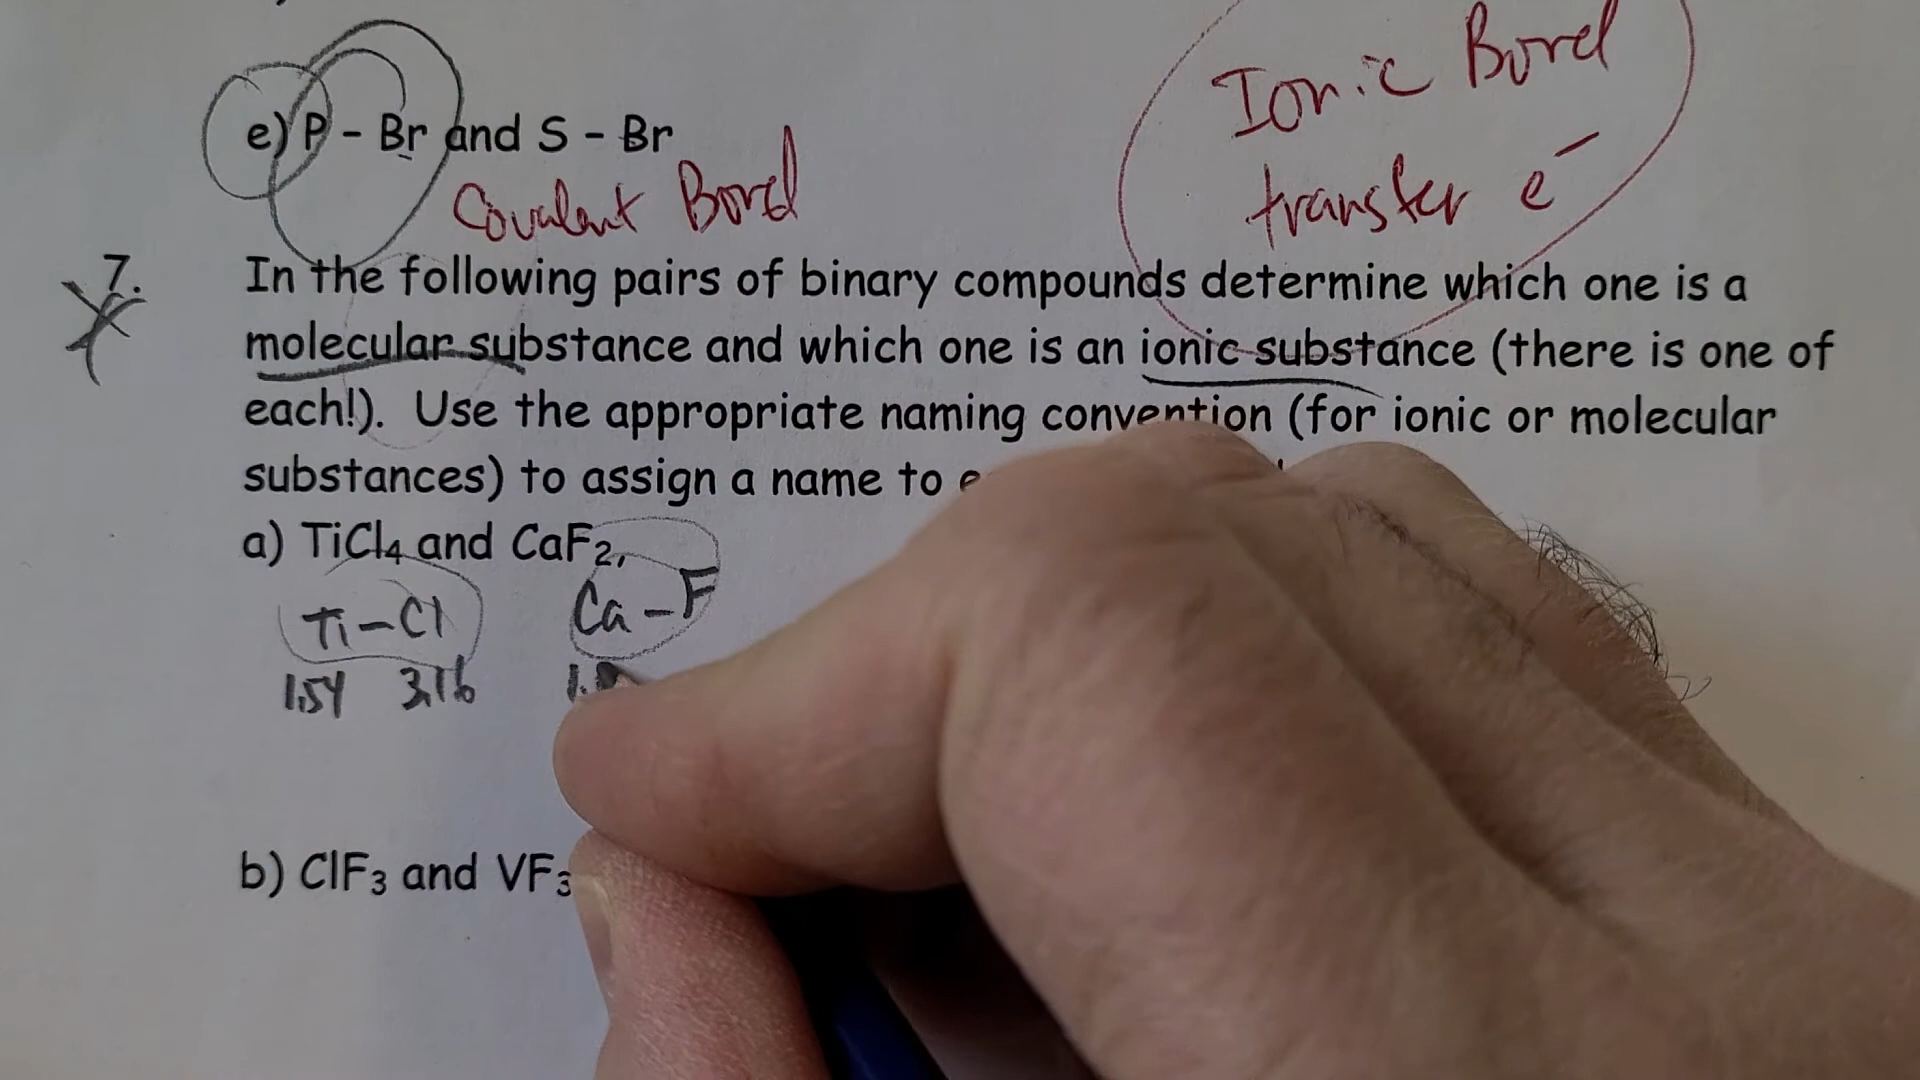 Ionic Bond
e) P - Br and S - Br
transfer e⁻
Covalent Bond
7. In the following pairs of binary compounds determine which one is a
molecular substance and which one is an ionic substance (there is one of
each!). Use the appropriate naming convention (for ionic or molecular
substances) to assign a name to
a) TiCl₄ and CaF₂,
Ti-Cl Ca-F
1.54 3.16
b) ClF₃ and VF₃